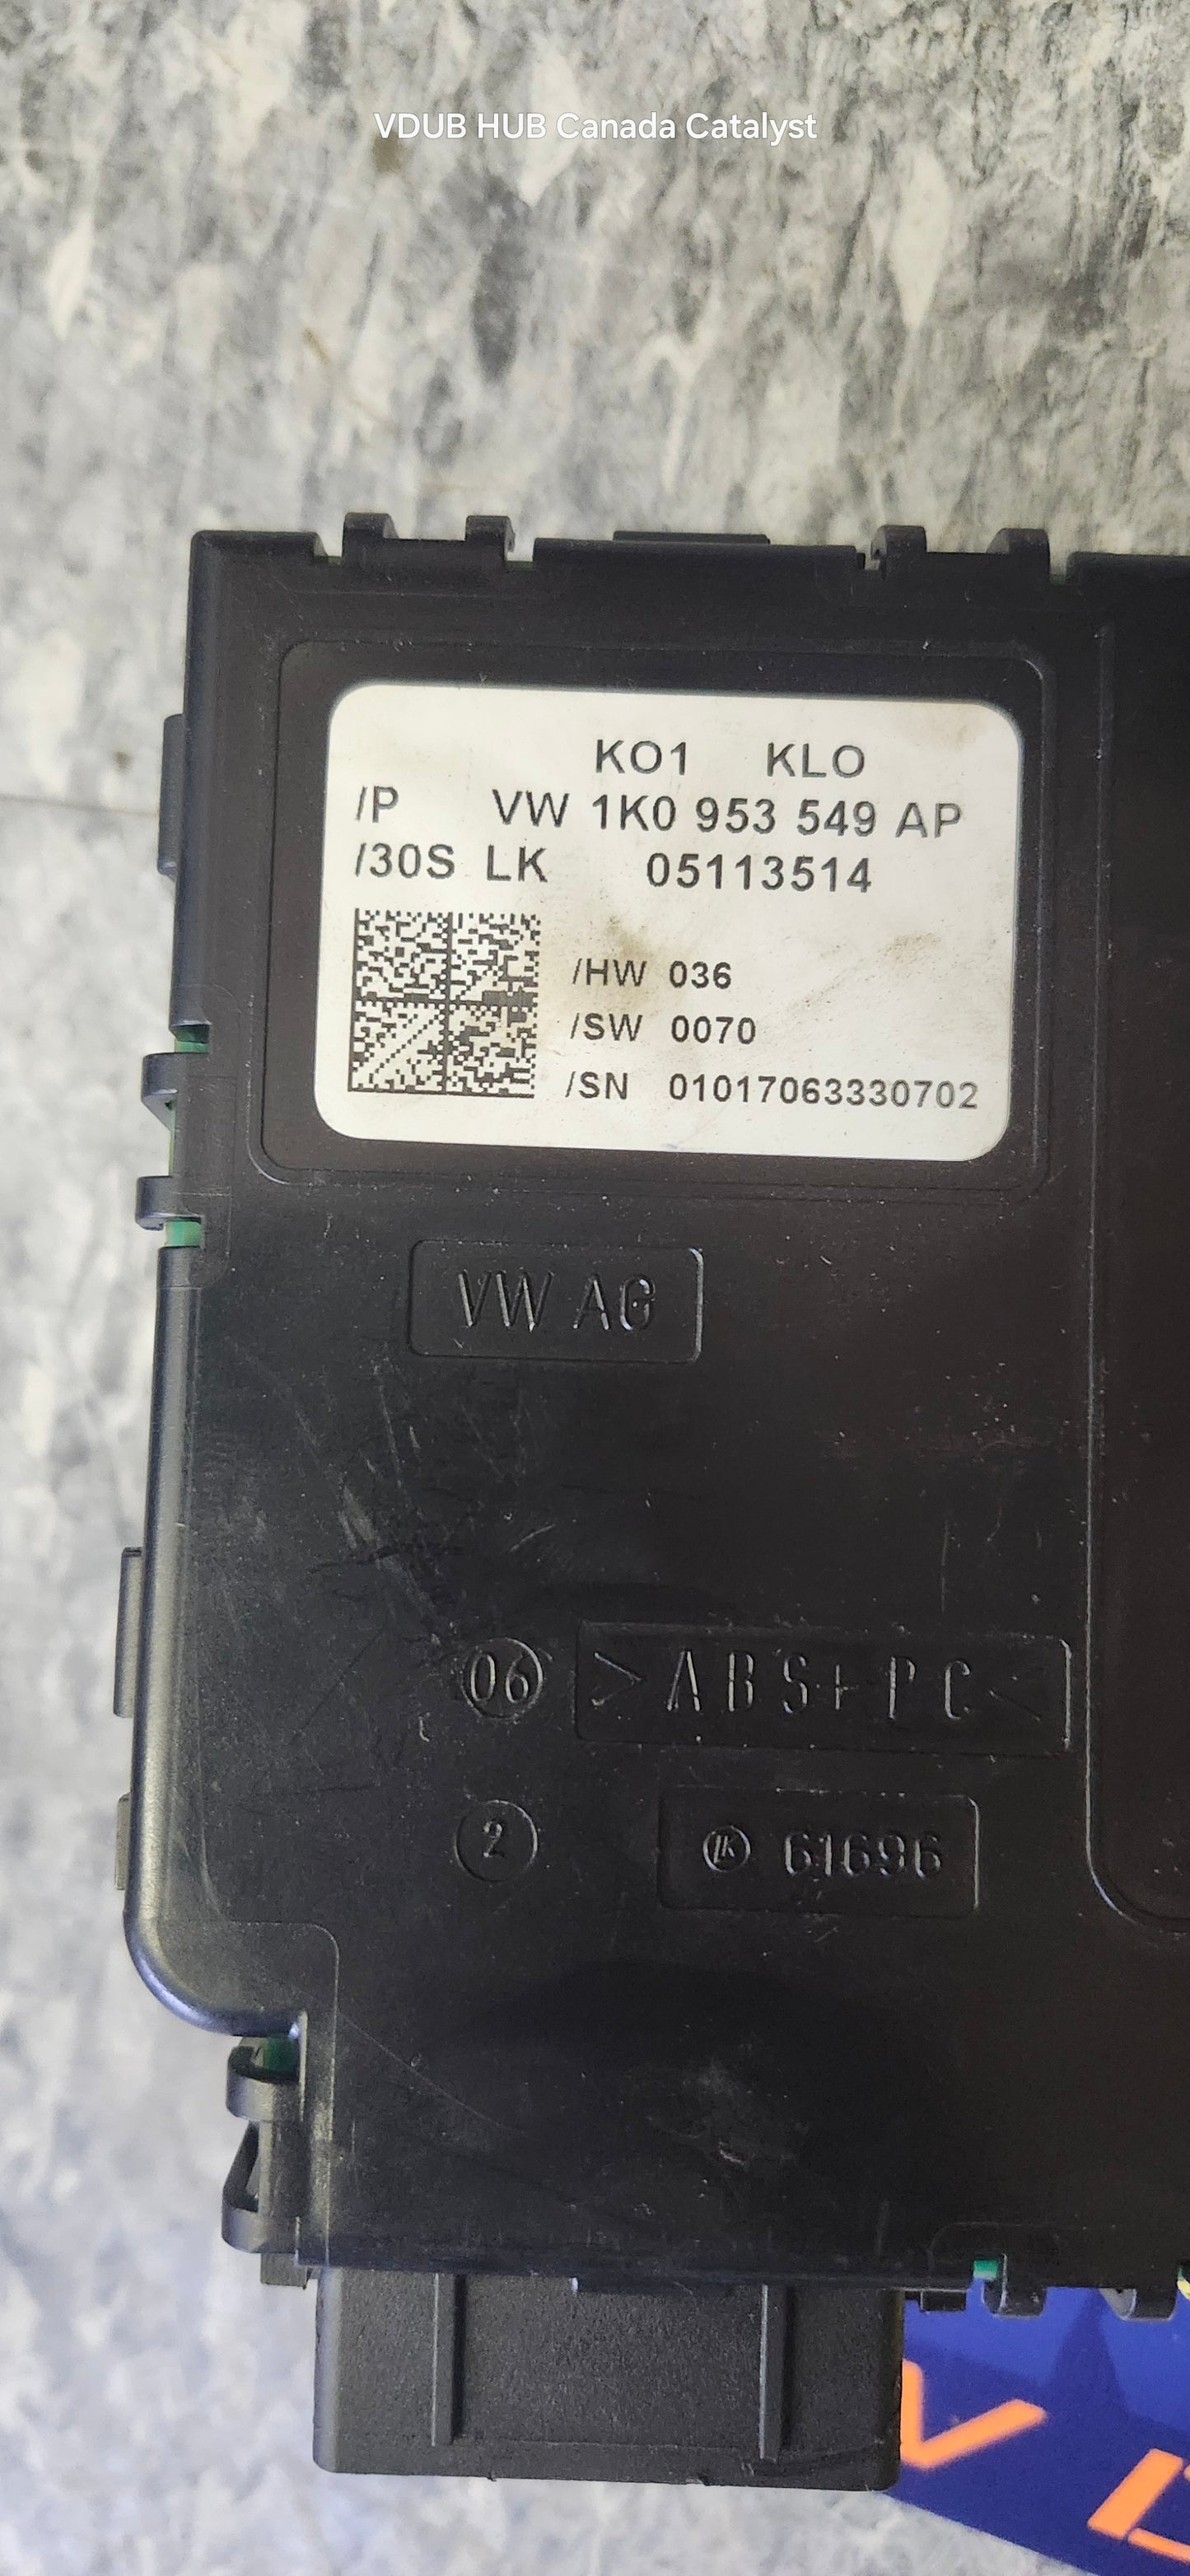 VDUB HUB Canada Catalyst
KO1 KLO
/P VW 1K0 953 549 AP
/30S LK 05113514
/HW 036
/SW 0070
/SN 01017063330702
VW AG
06 >ABS+PC<
2 LK 61696
V D